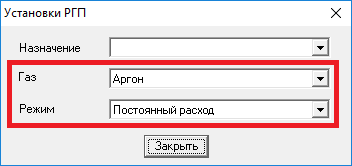 Установки РГП
Назначение
Газ
Аргон
Режим
Постоянный расход
Закрыть